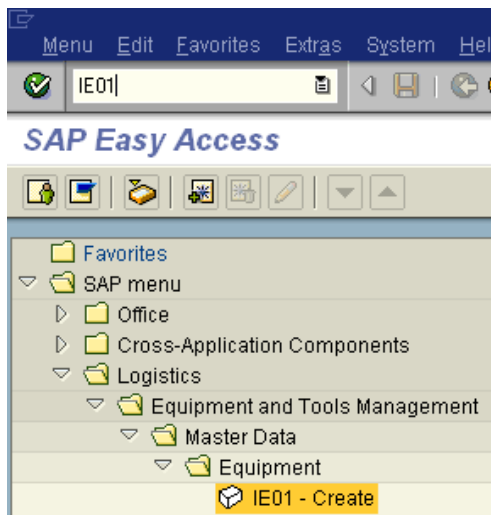 Menu Edit Favorites Extras System Hel
IE01
SAP Easy Access
Favorites
SAP menu
Office
Cross-Application Components
Logistics
Equipment and Tools Management
Master Data
Equipment
IE01 - Create